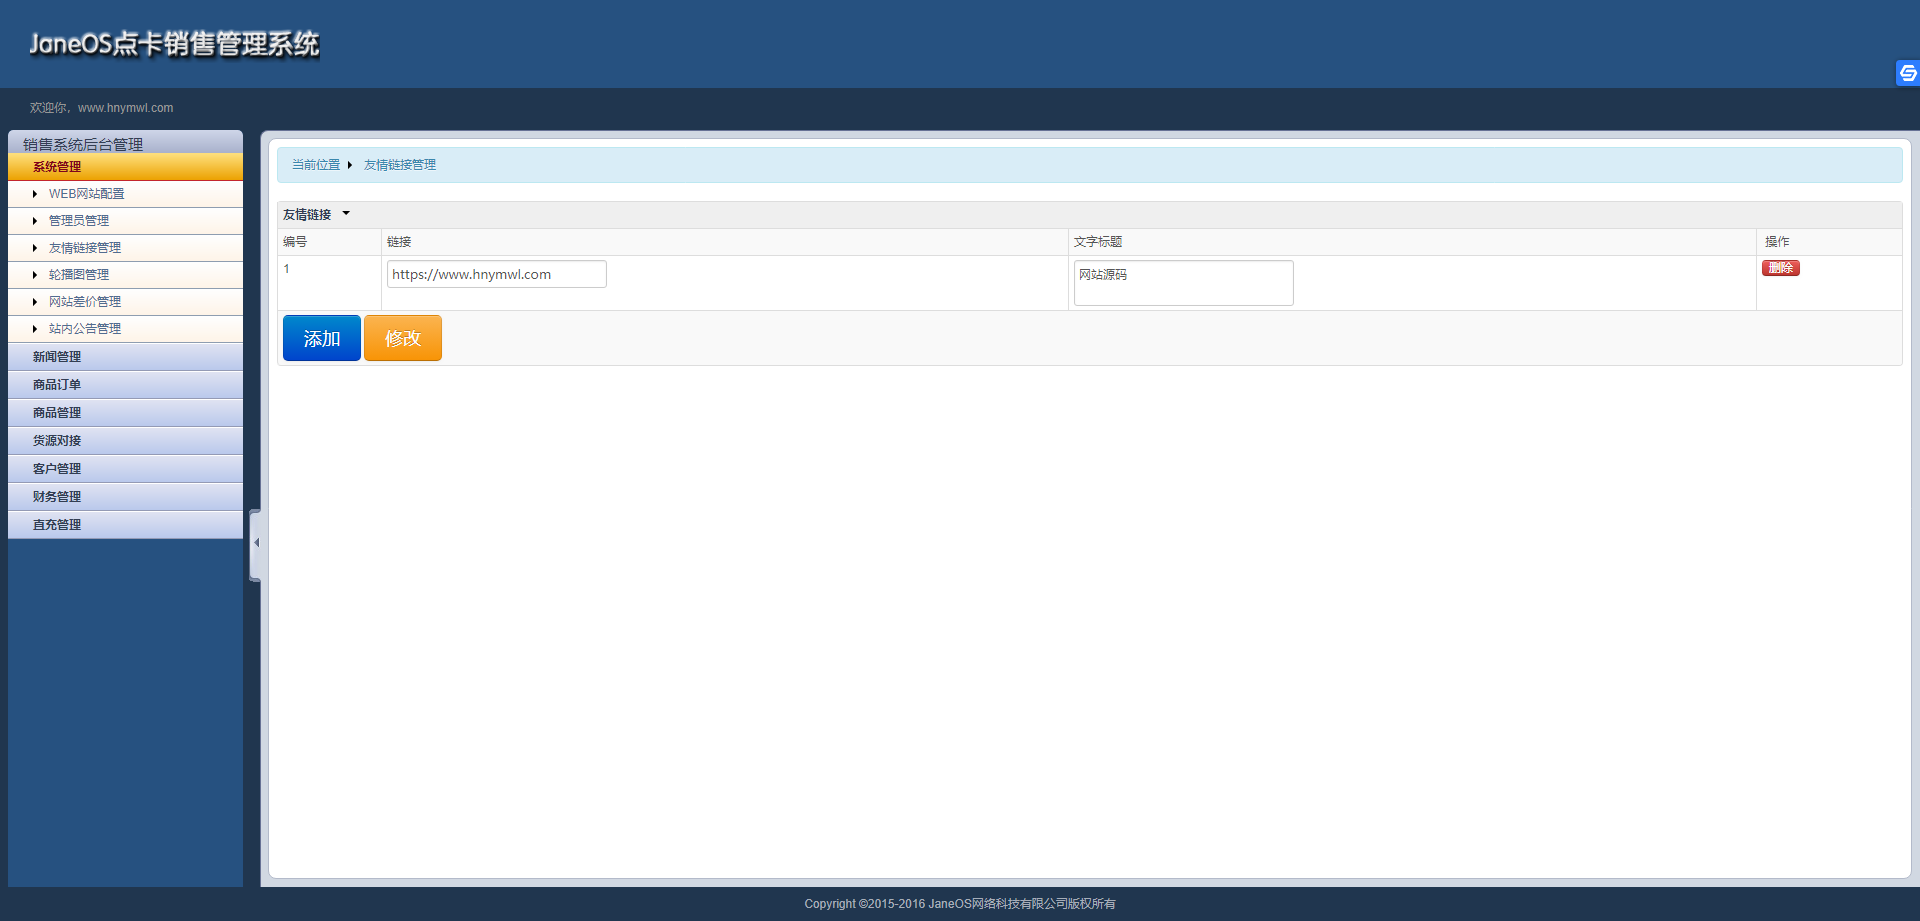 JaneOS点卡销售管理系统
欢迎你，www.hnymwl.com
销售系统后台管理
系统管理
WEB网站配置
管理员管理
友情链接管理
轮播图管理
网站差价管理
站内公告管理
新闻管理
商品订单
商品管理
货源对接
客户管理
财务管理
直充管理
当前位置 友情链接管理
友情链接
编号 链接 文字标题 操作
1 https://www.hnymwl.com 网站源码 删除
添加 修改
Copyright ©2015-2016 JaneOS网络科技有限公司版权所有